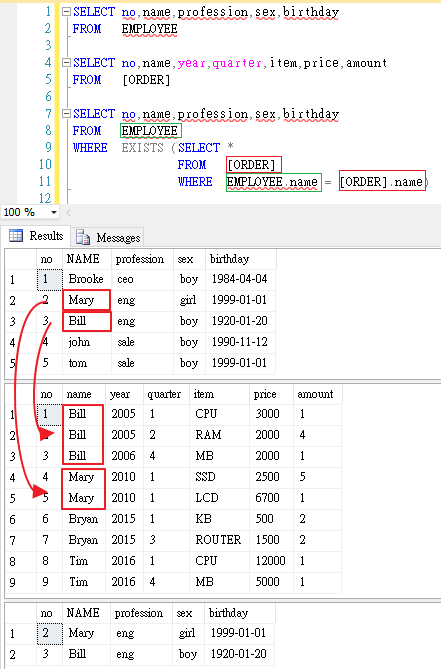 1 SELECT no,name,profession,sex,birthday
2 FROM EMPLOYEE
3
4 SELECT no,name,year,quarter,item,price,amount
5 FROM [ORDER]
6
7 SELECT no,name,profession,sex,birthday
8 FROM EMPLOYEE
9 WHERE EXISTS (SELECT *
10 FROM [ORDER]
11 WHERE EMPLOYEE.name = [ORDER].name)
12
100 %
Results Messages
no NAME profession sex birthday
1 1 Brooke ceo boy 1984-04-04
2 2 Mary eng girl 1999-01-01
3 3 Bill eng boy 1920-01-20
4 4 john sale boy 1990-11-12
5 5 tom sale boy 1999-01-01
no name year quarter item price amount
1 1 Bill 2005 1 CPU 3000 1
2 Bill 2005 2 RAM 2000 4
3 3 Bill 2006 4 MB 2000 1
4 4 Mary 2010 1 SSD 2500 5
5 5 Mary 2010 1 LCD 6700 1
6 6 Bryan 2015 1 KB 500 2
7 7 Bryan 2015 3 ROUTER 1500 2
8 8 Tim 2016 1 CPU 12000 1
9 9 Tim 2016 4 MB 5000 1
no NAME profession sex birthday
1 2 Mary eng girl 1999-01-01
2 3 Bill eng boy 1920-01-20